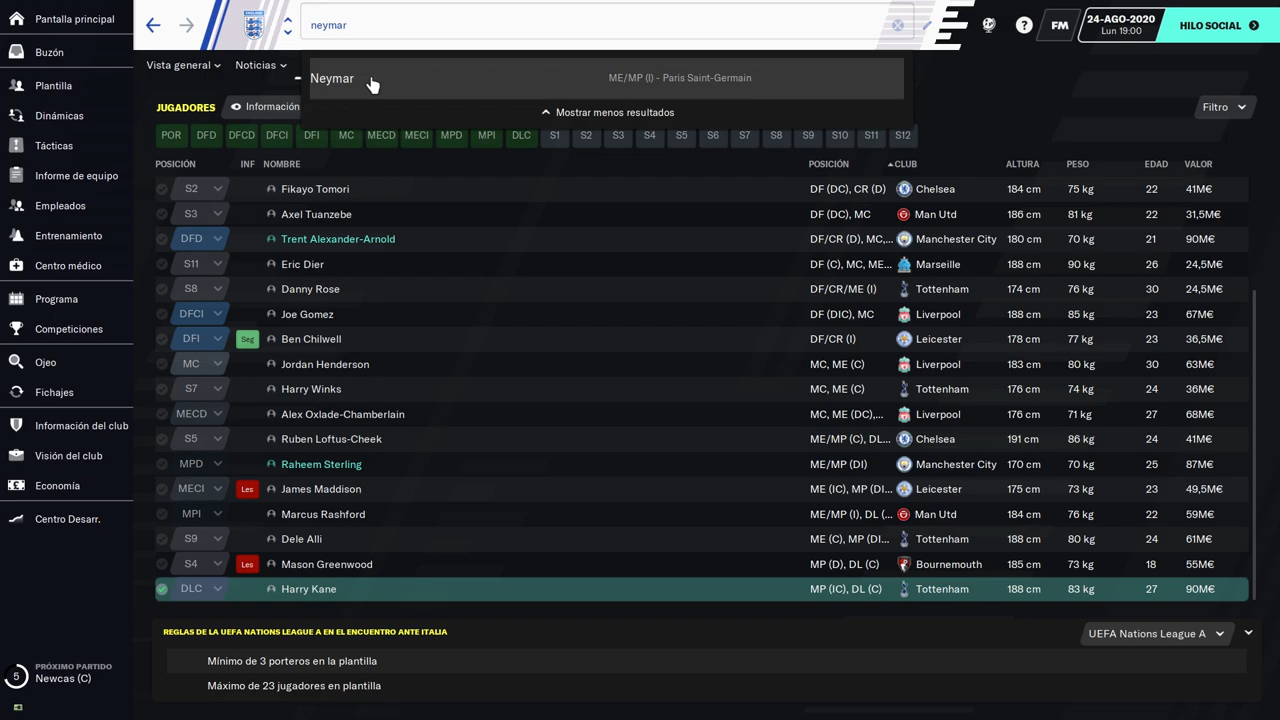 Pantalla principal
neymar
FM
24-AGO-2020
Lun 19:00
HILO SOCIAL
Buzón
Plantilla
Dinámicas
Tácticas
Informe de equipo
Empleados
Entrenamiento
Centro médico
Programa
Competiciones
Ojeo
Fichajes
Información del club
Visión del club
Economía
Centro Desarr.
5
PRÓXIMO PARTIDO
Newcas (C)
Vista general
Noticias
Neymar ME/MP (I) - Paris Saint-Germain
Mostrar menos resultados
JUGADORES
Información
Filtro
POR DFD DFCD DFCI DFI MC MECD MECI MPD MPI DLC S1 S2 S3 S4 S5 S6 S7 S8 S9 S10 S11 S12
POSICIÓN INF NOMBRE POSICIÓN CLUB ALTURA PESO EDAD VALOR
S2 Fikayo Tomori DF (DC), CR (D) Chelsea 184 cm 75 kg 22 41M€
S3 Axel Tuanzebe DF (DC), MC Man Utd 186 cm 81 kg 22 31,5M€
DFD Trent Alexander-Arnold DF/CR (D), MC,... Manchester City 180 cm 70 kg 21 90M€
S11 Eric Dier DF (C), MC, ME... Marseille 188 cm 90 kg 26 24,5M€
S8 Danny Rose DF/CR/ME (I) Tottenham 174 cm 76 kg 30 24,5M€
DFCI Joe Gomez DF (DIC), MC Liverpool 188 cm 85 kg 23 67M€
DFI Seg Ben Chilwell DF/CR (I) Leicester 178 cm 77 kg 23 36,5M€
MC Jordan Henderson MC, ME (C) Liverpool 183 cm 80 kg 30 63M€
S7 Harry Winks MC, ME (C) Tottenham 176 cm 74 kg 24 36M€
MECD Alex Oxlade-Chamberlain MC, ME (DC),... Liverpool 176 cm 71 kg 27 68M€
S5 Ruben Loftus-Cheek ME/MP (C), DL... Chelsea 191 cm 86 kg 24 41M€
MPD Raheem Sterling ME/MP (DI) Manchester City 170 cm 70 kg 25 87M€
MECI Les James Maddison ME (IC), MP (DI... Leicester 175 cm 73 kg 23 49,5M€
MPI Marcus Rashford ME/MP (I), DL (... Man Utd 184 cm 76 kg 22 59M€
S9 Dele Alli ME (C), MP (DI... Tottenham 188 cm 80 kg 24 61M€
S4 Les Mason Greenwood MP (D), DL (C) Bournemouth 185 cm 73 kg 18 55M€
DLC Harry Kane MP (IC), DL (C) Tottenham 188 cm 83 kg 27 90M€
REGLAS DE LA UEFA NATIONS LEAGUE A EN EL ENCUENTRO ANTE ITALIA
UEFA Nations League A
Mínimo de 3 porteros en la plantilla
Máximo de 23 jugadores en plantilla